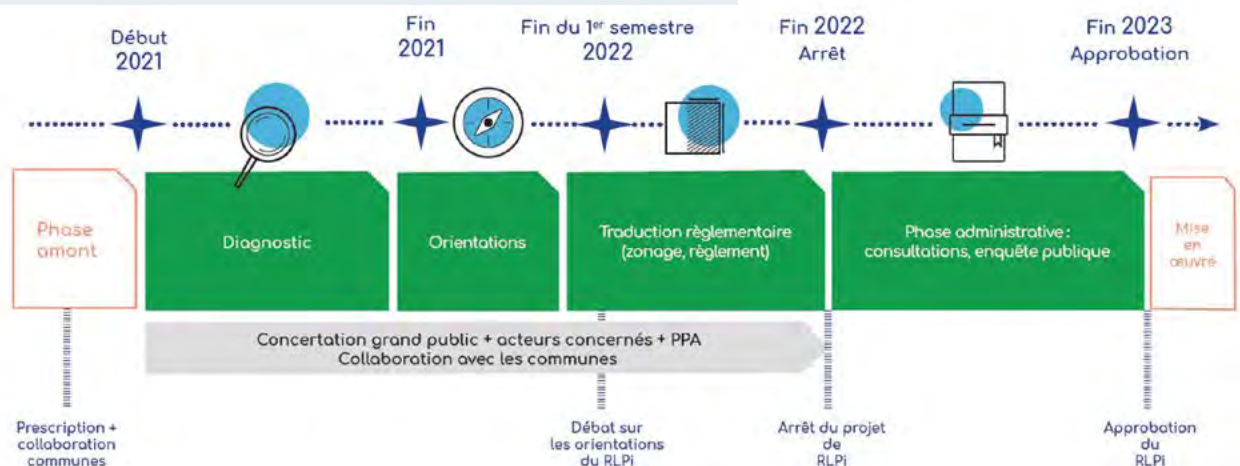 Début
2021
Fin
2021
Fin du 1er semestre
2022
Fin 2022
Arrêt
Fin 2023
Approbation
Phase
amont
Diagnostic
Orientations
Traduction règlementaire
(zonage, règlement)
Phase administrative :
consultations, enquête publique
Mise
en
œuvre
Concertation grand public + acteurs concernés + PPA
Collaboration avec les communes
Prescription +
collaboration
communes
Débat sur
les orientations
du RLPi
Arrêt du projet
de
RLPi
Approbation
du
RLPi